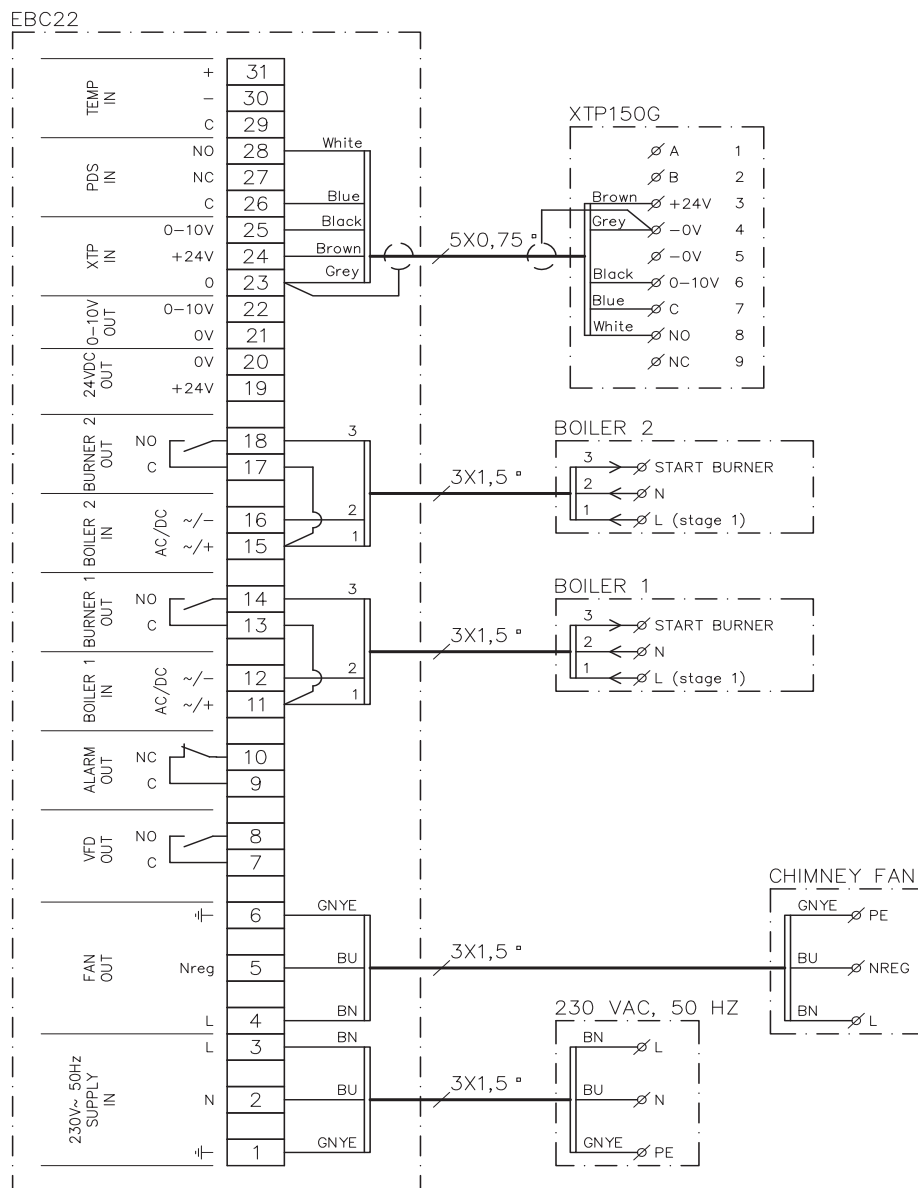 EBC22
TEMP IN
+ 31
− 30
C 29
PDS IN
NO 28 White
NC 27
C 26 Blue
XTP IN
0−10V 25 Black
+24V 24 Brown
0 23 Grey
0−10V OUT
0−10V 22
0V 21
24VDC OUT
0V 20
+24V 19
BURNER 2 OUT
NO 18 3
C 17
BOILER 2 IN
AC/DC
~/− 16 2
~/+ 15 1
BURNER 1 OUT
NO 14 3
C 13
BOILER 1 IN
AC/DC
~/− 12 2
~/+ 11 1
ALARM OUT
NC 10
C 9
VFD OUT
NO 8
C 7
FAN OUT
6 GNYE
Nreg 5 BU
L 4 BN
230V~ 50Hz SUPPLY IN
L 3 BN
N 2 BU
1 GNYE
5X0,75 ¤
XTP150G
A 1
B 2
Brown +24V 3
Grey −0V 4
−0V 5
Black 0−10V 6
Blue C 7
White NO 8
NC 9
3X1,5 ¤
BOILER 2
3 START BURNER
2 N
1 L (stage 1)
3X1,5 ¤
BOILER 1
3 START BURNER
2 N
1 L (stage 1)
3X1,5 ¤
CHIMNEY FAN
GNYE PE
BU NREG
BN L
3X1,5 ¤
230 VAC, 50 HZ
BN L
BU N
GNYE PE